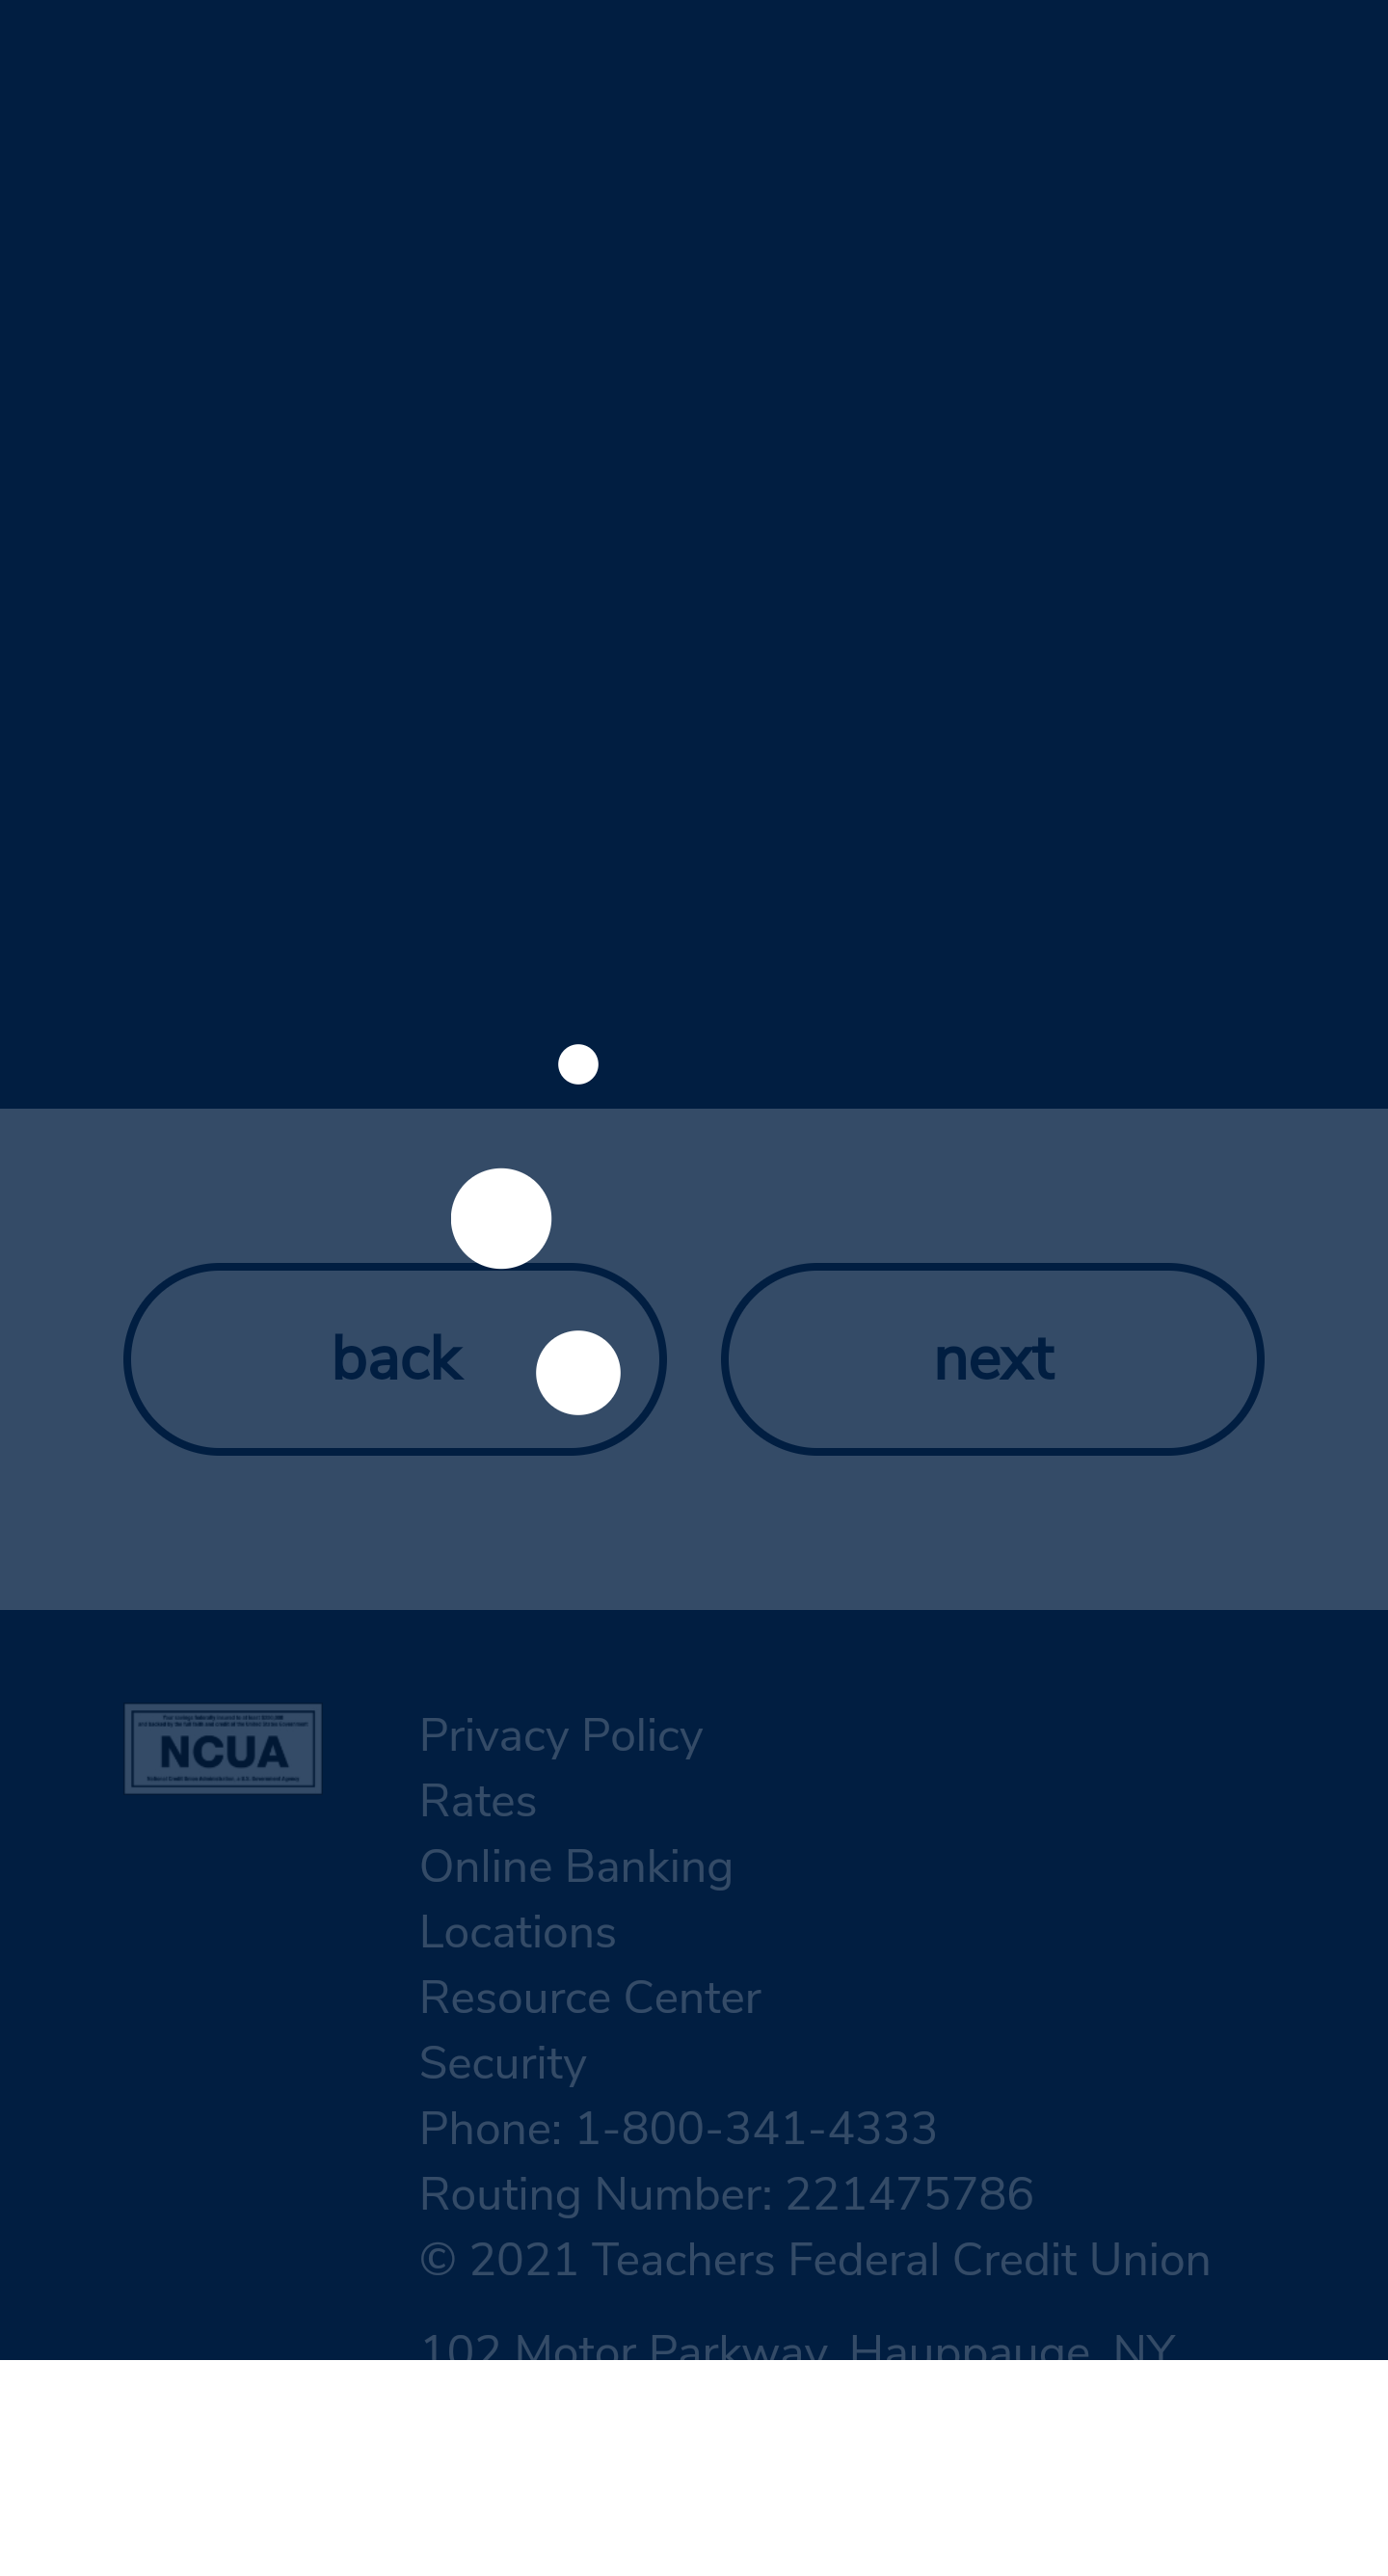 back
next
NCUA
Privacy Policy
Rates
Online Banking
Locations
Resource Center
Security
Phone: 1-800-341-4333
Routing Number: 221475786
© 2021 Teachers Federal Credit Union
102 Motor Parkway, Hauppauge, NY